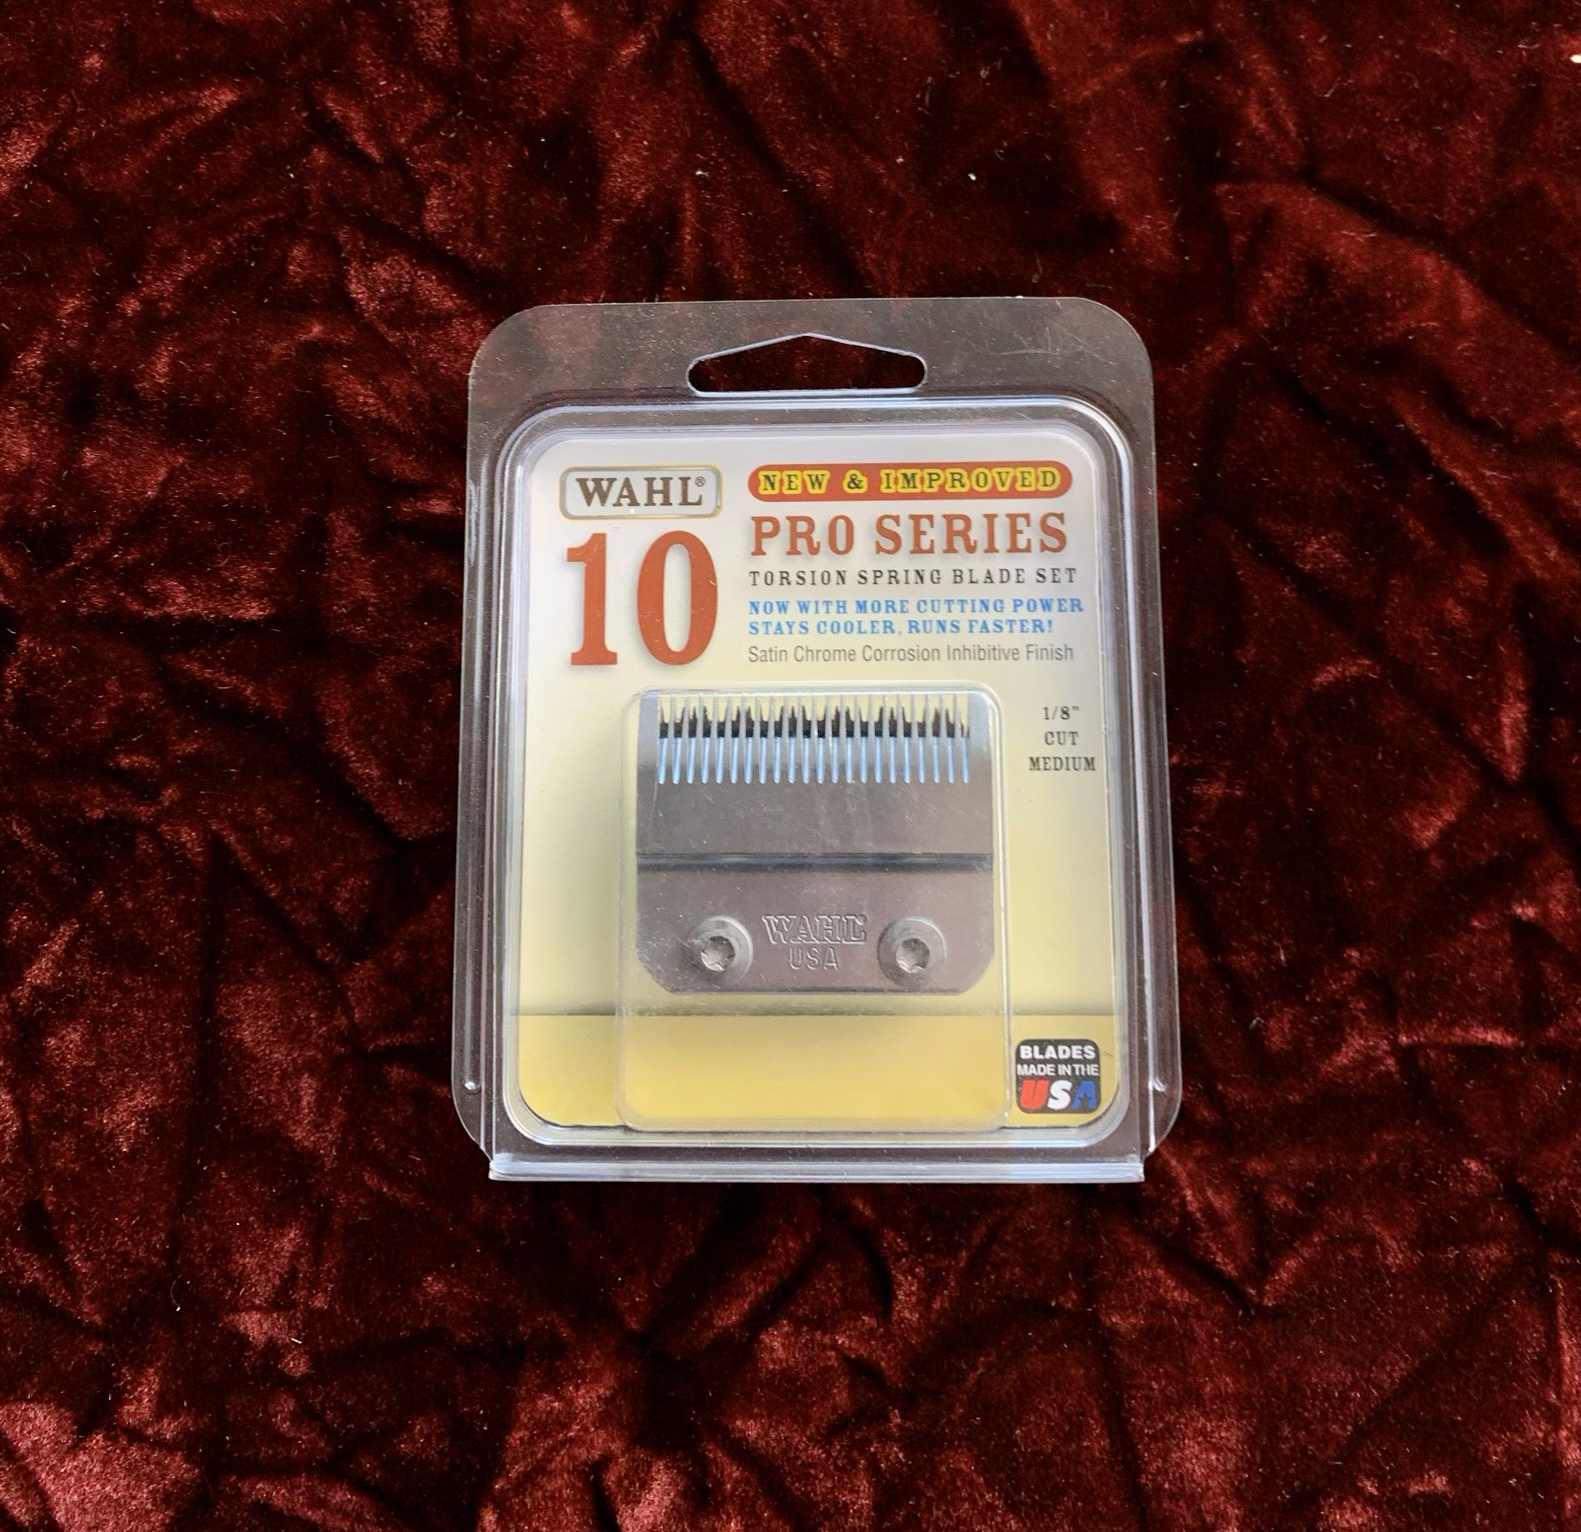 WAHL®
NEW & IMPROVED
10
PRO SERIES
TORSION SPRING BLADE SET
NOW WITH MORE CUTTING POWER
STAYS COOLER, RUNS FASTER!
Satin Chrome Corrosion Inhibitive Finish
1/8"
CUT
MEDIUM
WAHL®
USA
BLADES
MADE IN THE
USA